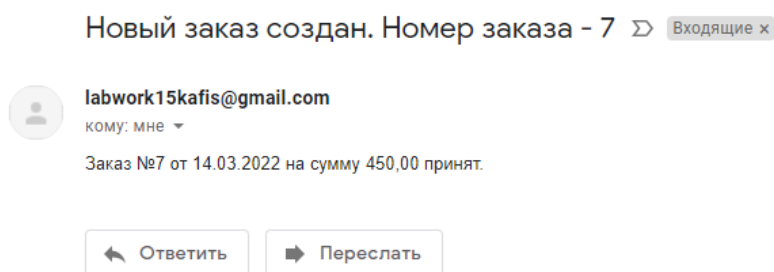 Новый заказ создан. Номер заказа - 7 Входящие x
labwork15kafis@gmail.com
кому: мне
Заказ №7 от 14.03.2022 на сумму 450,00 принят.
Ответить Переслать